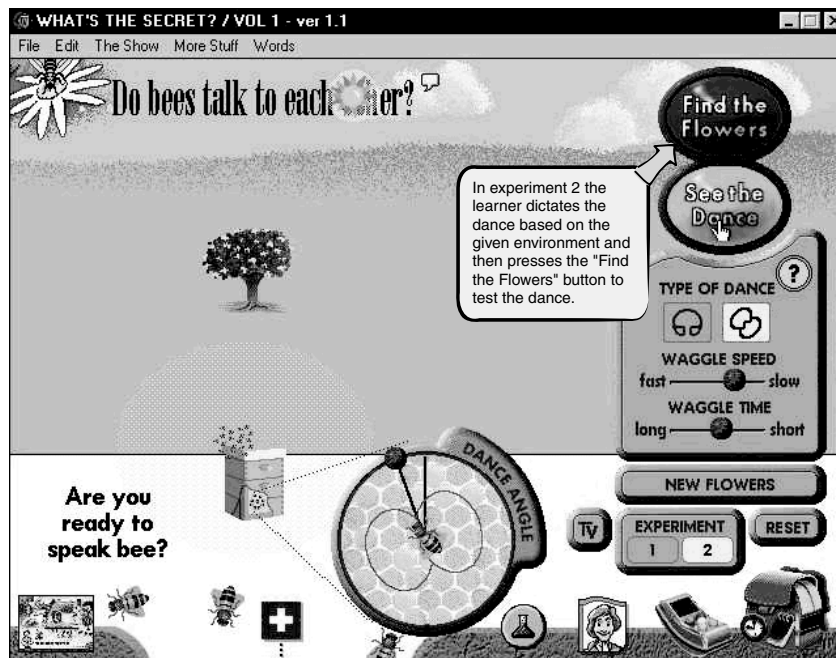 WHAT'S THE SECRET? / VOL 1 - ver 1.1
File Edit The Show More Stuff Words
Do bees talk to each er?
Find the
Flowers
In experiment 2 the
learner dictates the
dance based on the
given environment and
then presses the "Find
the Flowers" button to
test the dance.
See the
Dance
?
TYPE OF DANCE
WAGGLE SPEED
fast slow
WAGGLE TIME
long short
DANCE ANGLE
NEW FLOWERS
Are you
ready to
speak bee?
TV
EXPERIMENT
1 2
RESET